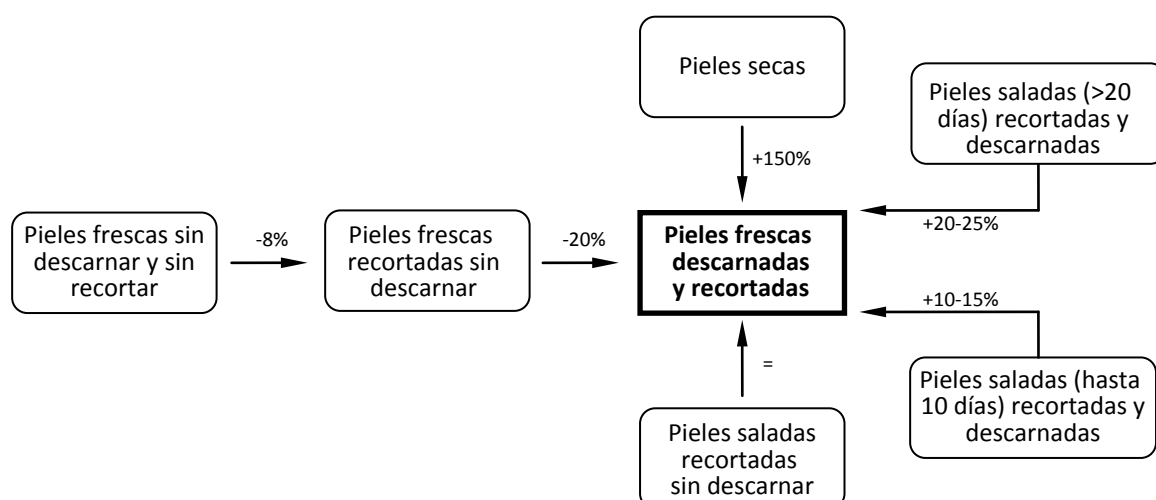 Pieles secas
Pieles saladas (>20
días) recortadas y
descarnadas
+150%
+20-25%
Pieles frescas sin
descarnar y sin
recortar
-8%
Pieles frescas
recortadas sin
descarnar
-20%
Pieles frescas
descarnadas
y recortadas
+10-15%
=
Pieles saladas (hasta
10 días) recortadas y
descarnadas
Pieles saladas
recortadas
sin descarnar